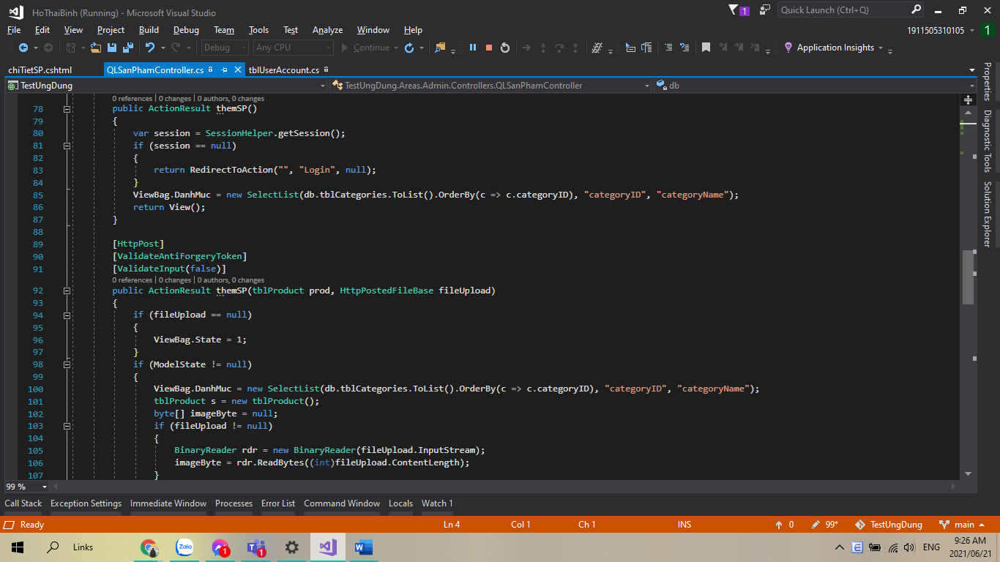 HoThaiBinh (Running) - Microsoft Visual Studio
1
Quick Launch (Ctrl+Q)
File Edit View Project Build Debug Team Tools Test Analyze Window Help
1911505310105
1
Debug Any CPU Continue Application Insights
chiTietSP.cshtml QLSanPhamController.cs tblUserAccount.cs
TestUngDung TestUngDung.Areas.Admin.Controllers.QLSanPhamController db
0 references | 0 changes | 0 authors, 0 changes
78 public ActionResult themSP()
79 {
80 var session = SessionHelper.getSession();
81 if (session == null)
82 {
83 return RedirectToAction("", "Login", null);
84 }
85 ViewBag.DanhMuc = new SelectList(db.tblCategories.ToList().OrderBy(c => c.categoryID), "categoryID", "categoryName");
86 return View();
87 }
88
89 [HttpPost]
90 [ValidateAntiForgeryToken]
91 [ValidateInput(false)]
0 references | 0 changes | 0 authors, 0 changes
92 public ActionResult themSP(tblProduct prod, HttpPostedFileBase fileUpload)
93 {
94 if (fileUpload == null)
95 {
96 ViewBag.State = 1;
97 }
98 if (ModelState != null)
99 {
100 ViewBag.DanhMuc = new SelectList(db.tblCategories.ToList().OrderBy(c => c.categoryID), "categoryID", "categoryName");
101 tblProduct s = new tblProduct();
102 byte[] imageByte = null;
103 if (fileUpload != null)
104 {
105 BinaryReader rdr = new BinaryReader(fileUpload.InputStream);
106 imageByte = rdr.ReadBytes((int)fileUpload.ContentLength);
107 }
Properties
Diagnostic Tools
Solution Explorer
99 %
Call Stack Exception Settings Immediate Window Processes Error List Command Window Locals Watch 1
Ready Ln 4 Col 1 Ch 1 INS 0 99* TestUngDung main
Links Zalo 1 1 ENG
9:26 AM
2021/06/21